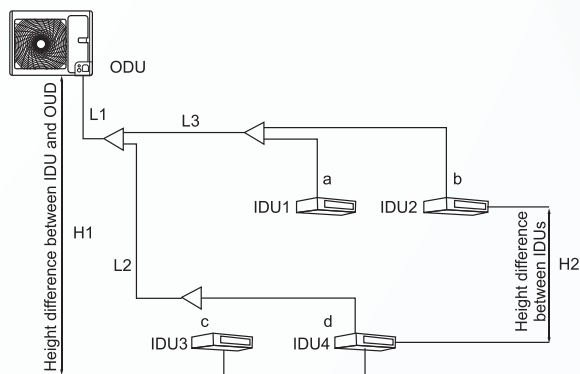 ODU
L1
L3
a
b
IDU1
IDU2
Height difference between IDU and OUD
H1
Height difference
between IDUs
H2
L2
c
d
IDU3
IDU4